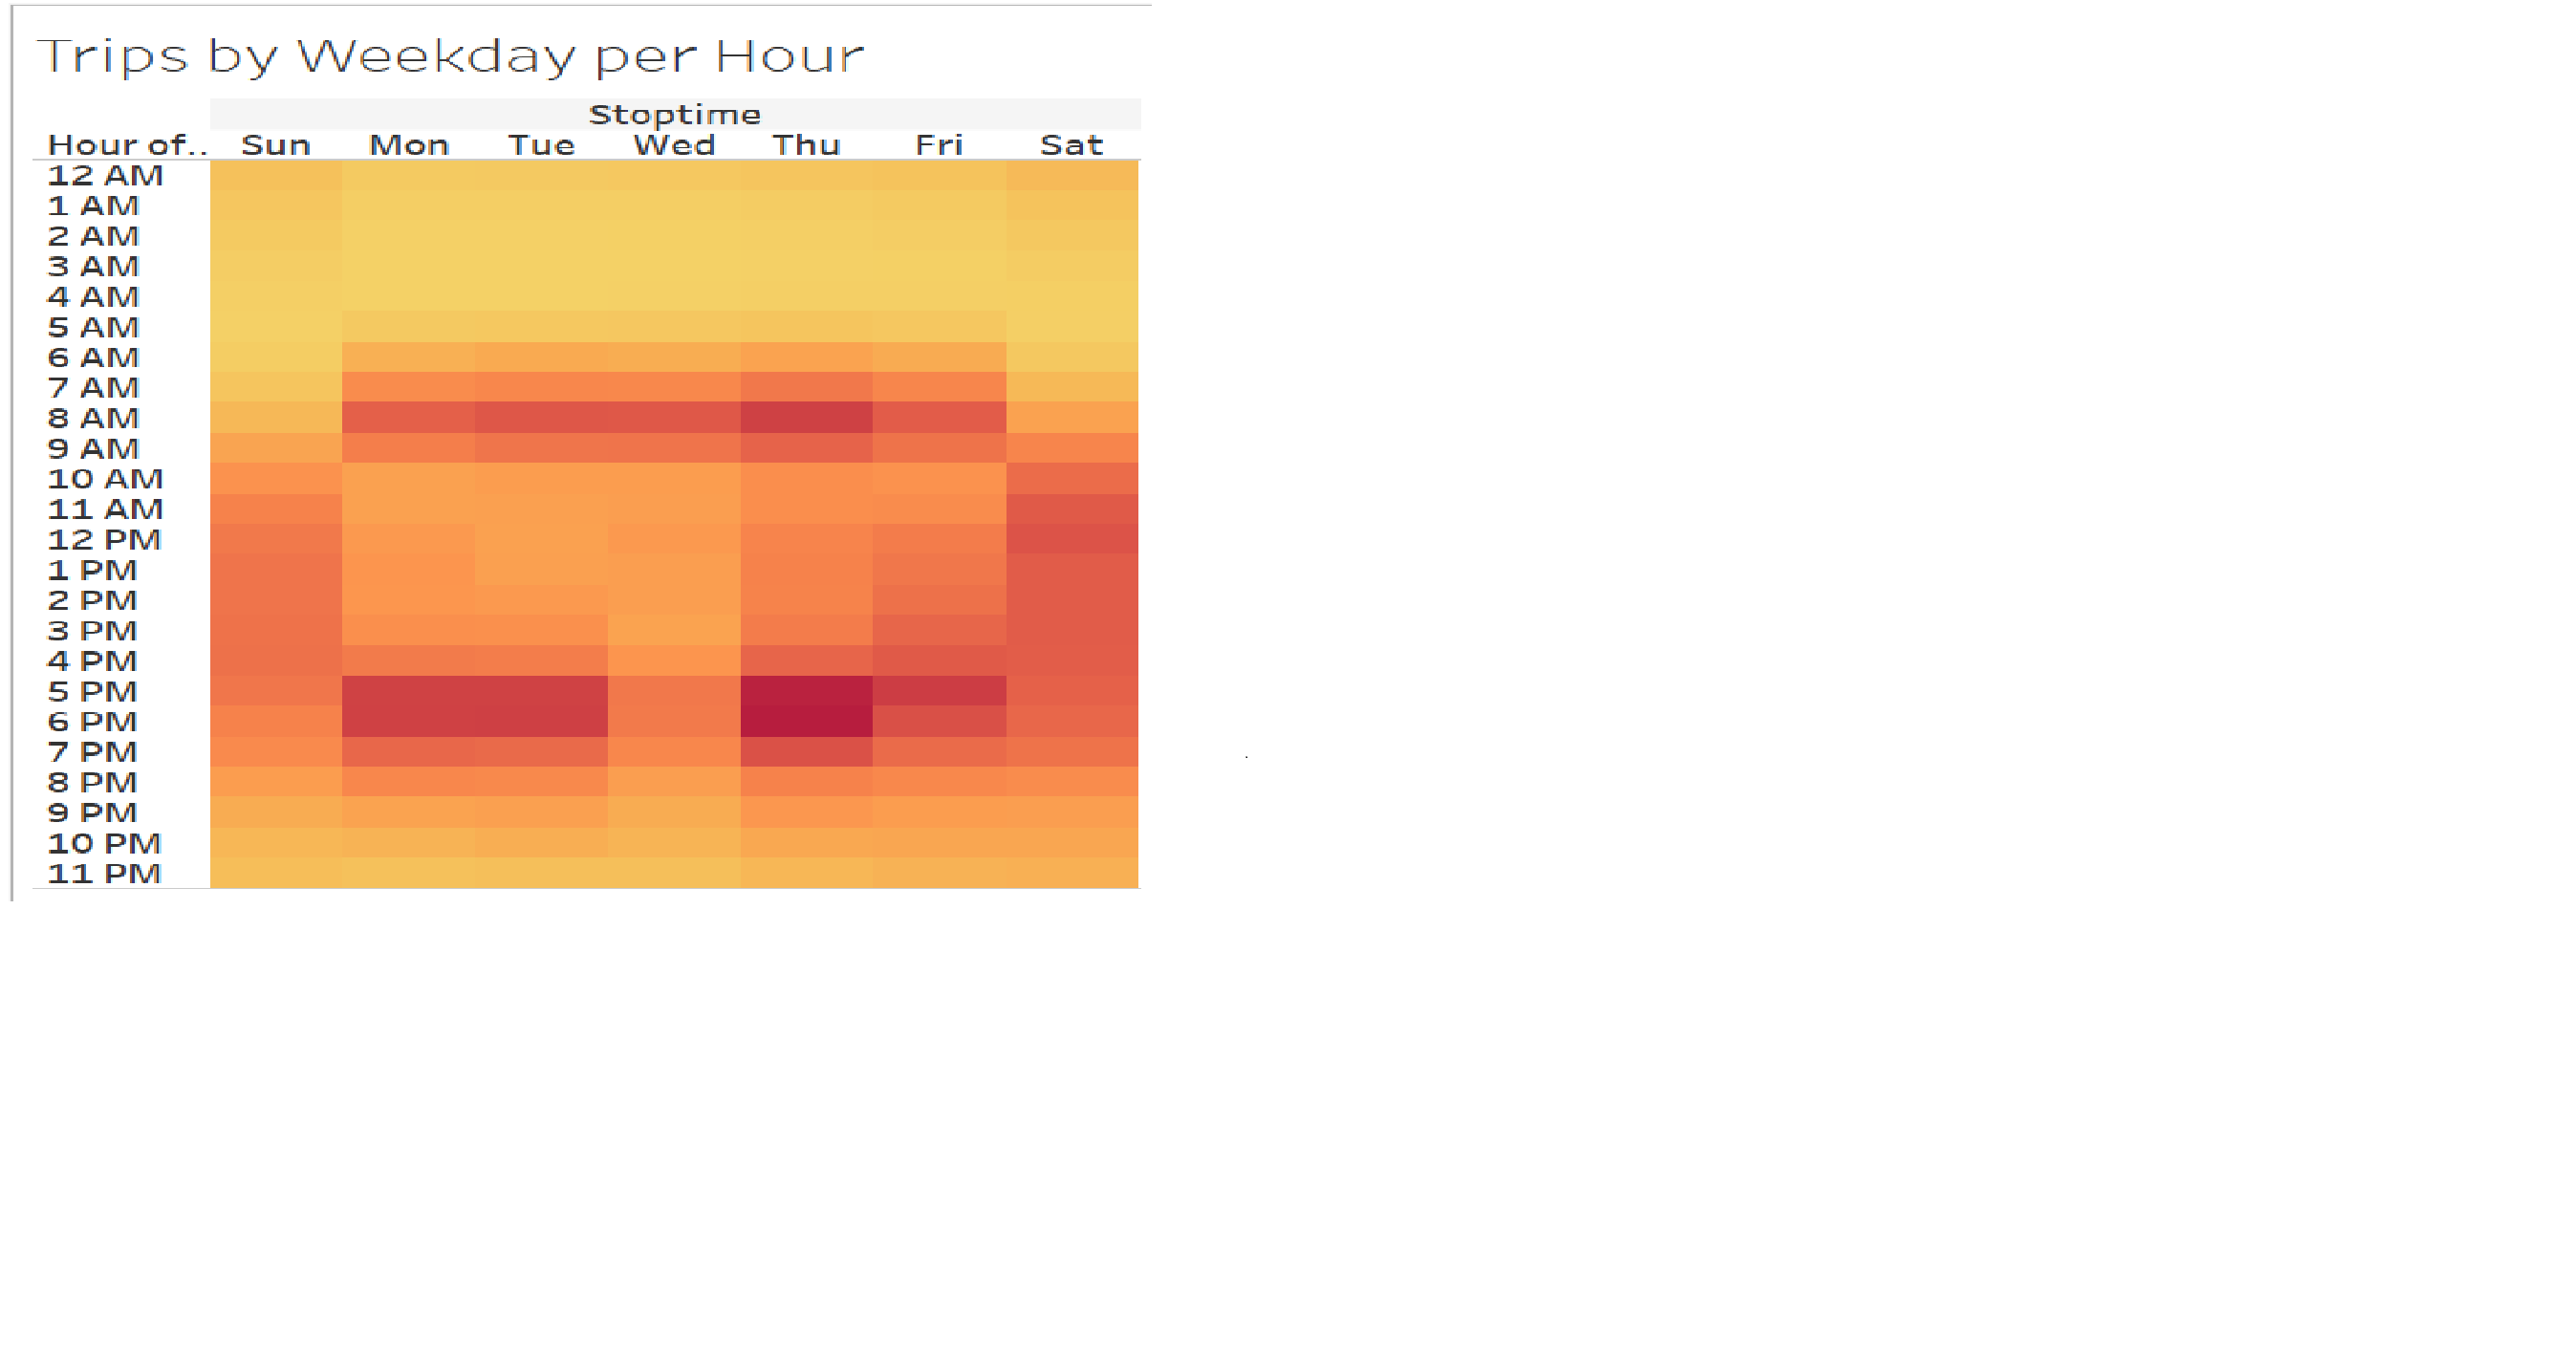 Trips by Weekday per Hour
Stoptime
Hour of.. Sun Mon Tue Wed Thu Fri Sat
12 AM
1 AM
2 AM
3 AM
4 AM
5 AM
6 AM
7 AM
8 AM
9 AM
10 AM
11 AM
12 PM
1 PM
2 PM
3 PM
4 PM
5 PM
6 PM
7 PM
8 PM
9 PM
10 PM
11 PM